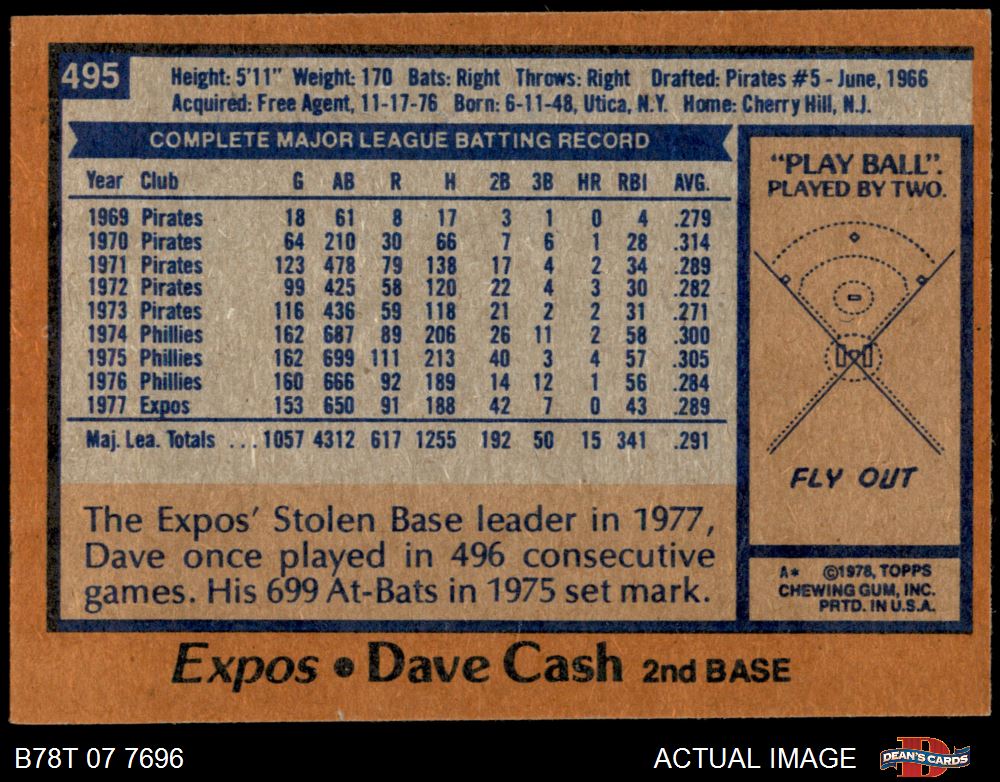 495
Height: 5'11" Weight: 170 Bats: Right Throws: Right Drafted: Pirates #5 - June, 1966
Acquired: Free Agent, 11-17-76 Born: 6-11-48, Utica, N.Y. Home: Cherry Hill, N.J.
COMPLETE MAJOR LEAGUE BATTING RECORD
Year Club G AB R H 2B 3B HR RBI AVG.
1969 Pirates 18 61 8 17 3 1 0 4 .279
1970 Pirates 64 210 30 66 7 6 1 28 .314
1971 Pirates 123 478 79 138 17 4 2 34 .289
1972 Pirates 99 425 58 120 22 4 3 30 .282
1973 Pirates 116 436 59 118 21 2 2 31 .271
1974 Phillies 162 687 89 206 26 11 2 58 .300
1975 Phillies 162 699 111 213 40 3 4 57 .305
1976 Phillies 160 666 92 189 14 12 1 56 .284
1977 Expos 153 650 91 188 42 7 0 43 .289
Maj. Lea. Totals ... 1057 4312 617 1255 192 50 15 341 .291
The Expos' Stolen Base leader in 1977,
Dave once played in 496 consecutive
games. His 699 At-Bats in 1975 set mark.
"PLAY BALL".
PLAYED BY TWO.
FLY OUT
A* ©1978, TOPPS
CHEWING GUM, INC.
PRTD. IN U.S.A.
Expos • Dave Cash 2nd BASE
B78T 07 7696
ACTUAL IMAGE
DEAN'S CARDS